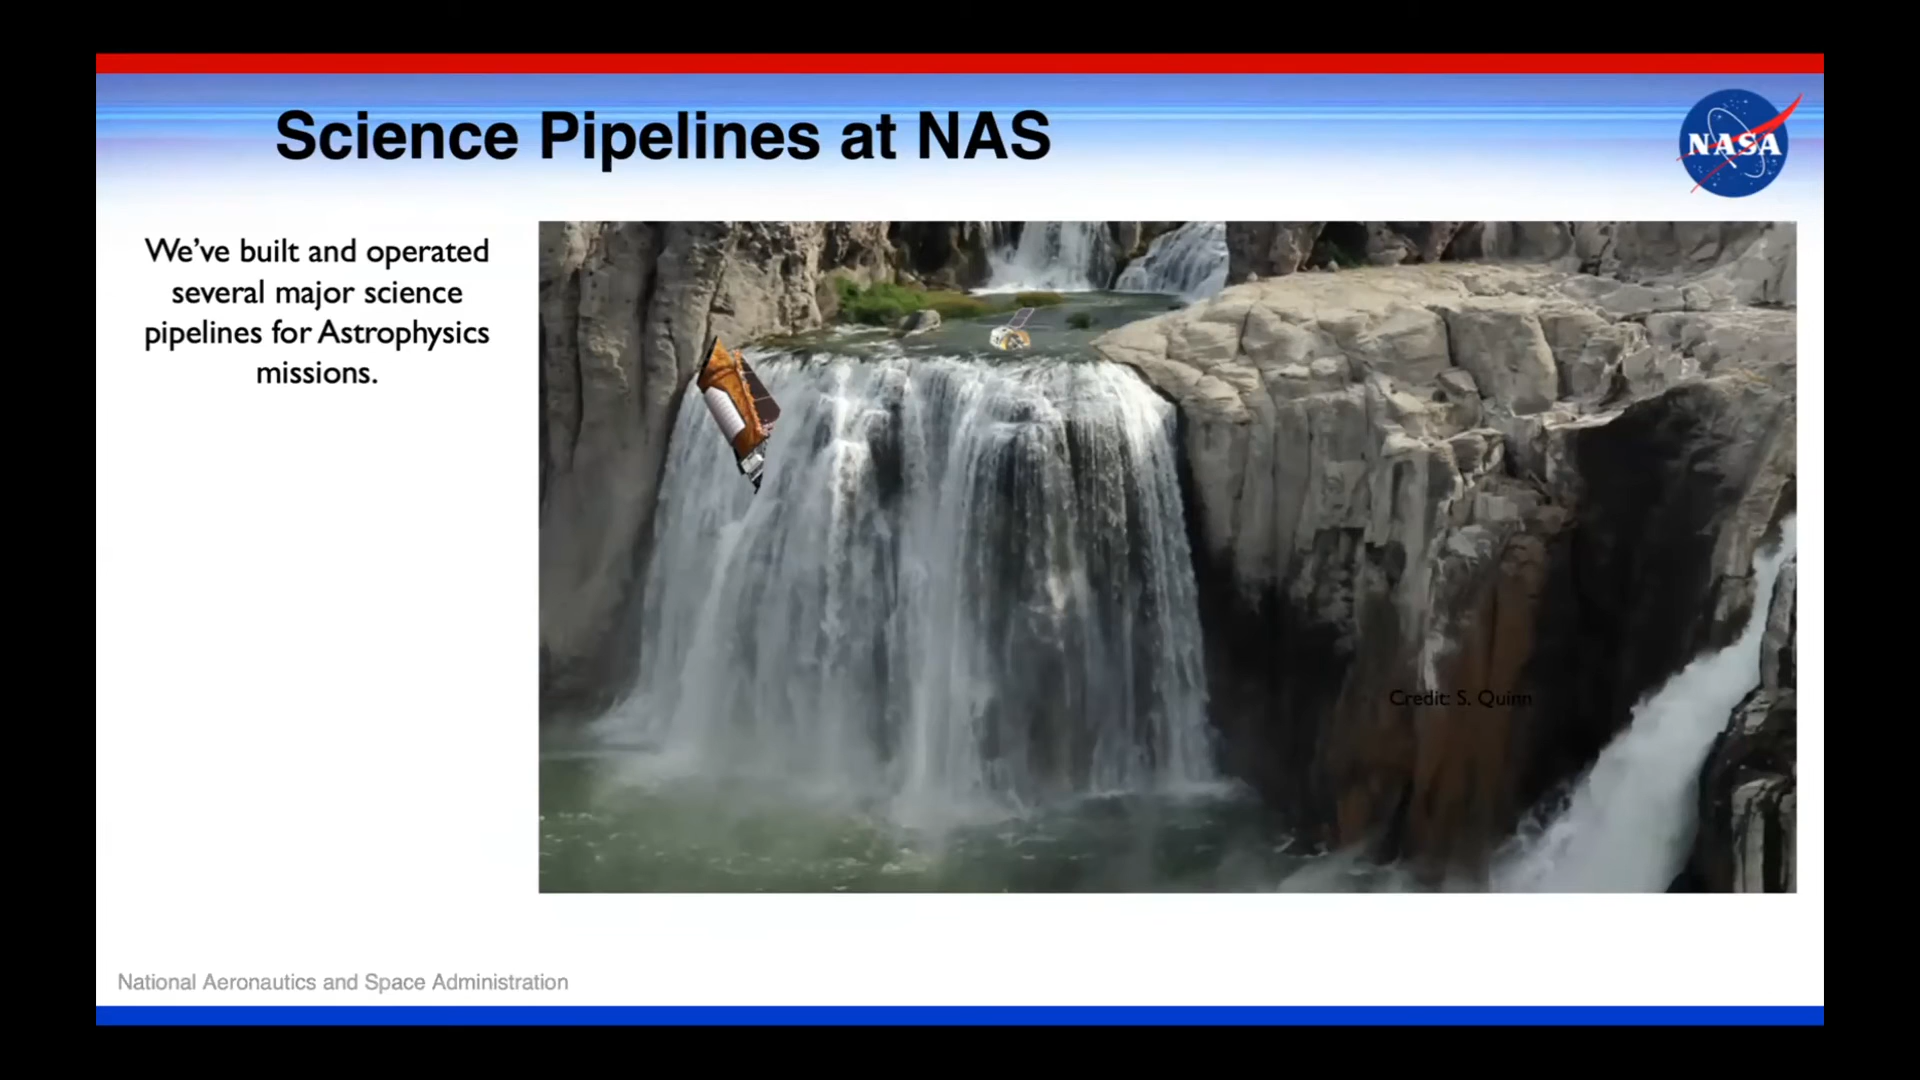 Science Pipelines at NAS
NASA
We've built and operated
several major science
pipelines for Astrophysics
missions.
Credit: S. Quinn
National Aeronautics and Space Administration